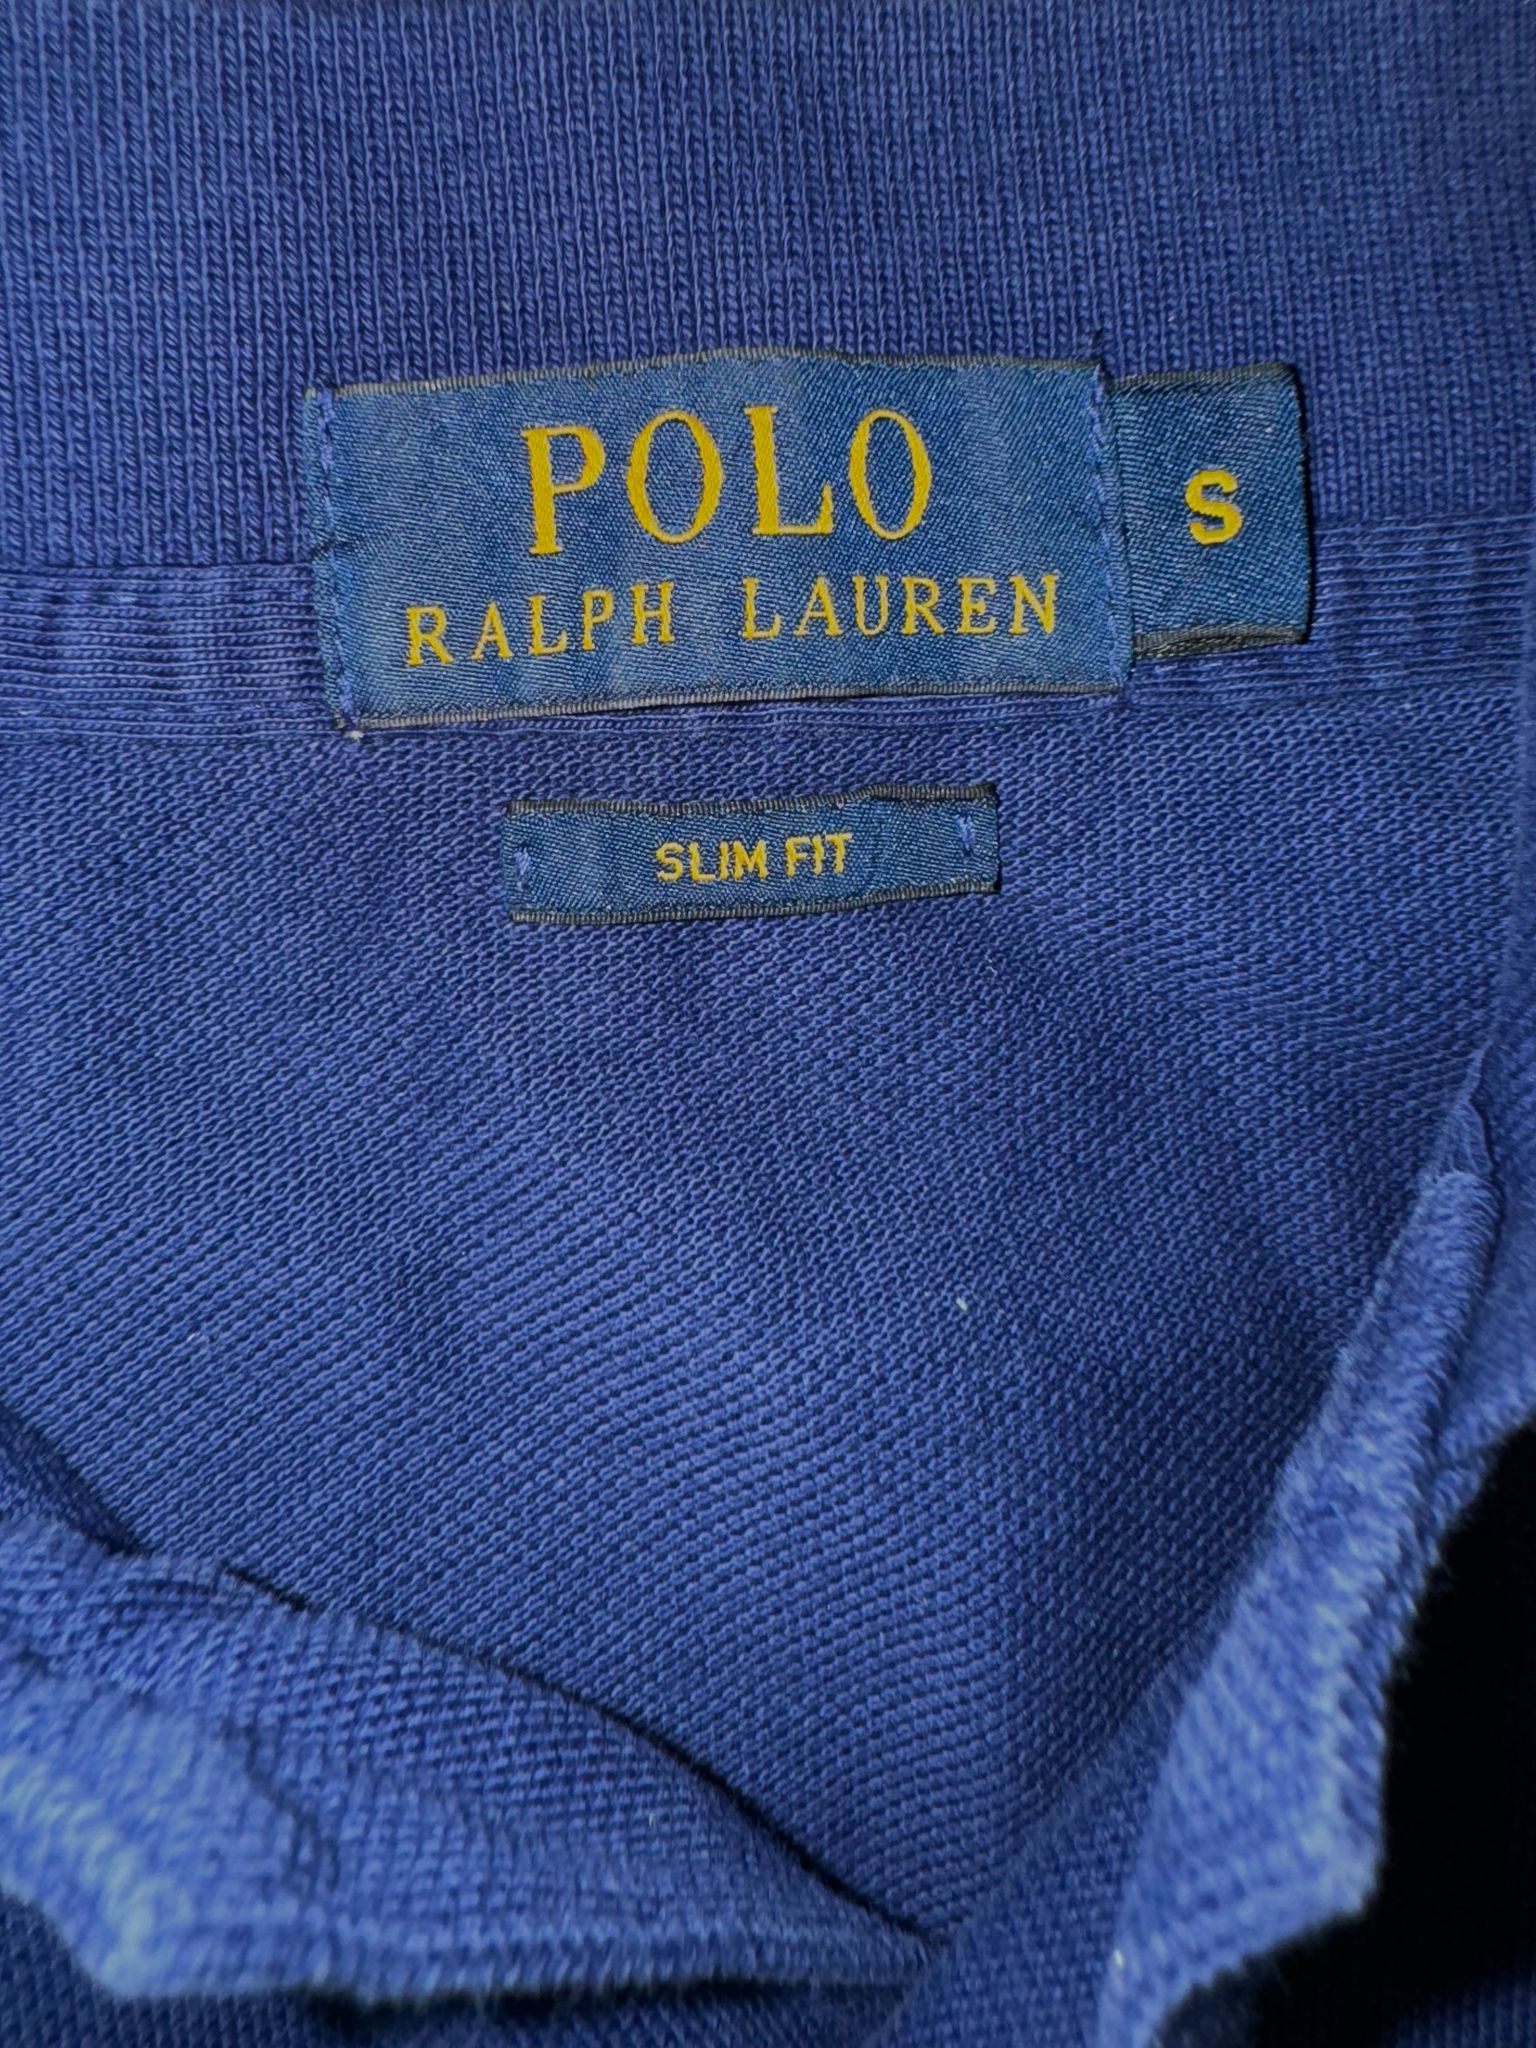 POLO
RALPH LAUREN
S
SLIM FIT